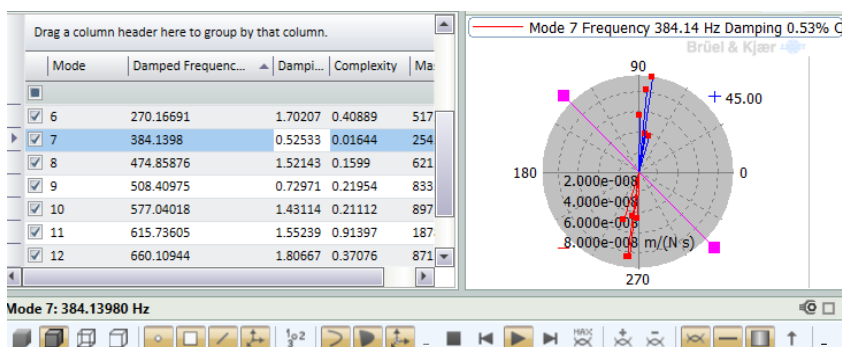 Drag a column header here to group by that column.
Mode Damped Frequenc... Dampi... Complexity Ma
6 270.16691 1.70207 0.40889 517
7 384.1398 0.52533 0.01644 254
8 474.85876 1.52143 0.1599 621
9 508.40975 0.72971 0.21954 833
10 577.04018 1.43114 0.21112 897
11 615.73605 1.55239 0.91397 187
12 660.10944 1.80667 0.37076 871
Mode 7 Frequency 384.14 Hz Damping 0.53% C
Brüel & Kjær
90
+ 45.00
180
0
2.000e-008
4.000e-008
6.000e-008
8.000e-008 m/(N s)
270
Mode 7: 384.13980 Hz
1 2 3
MAX